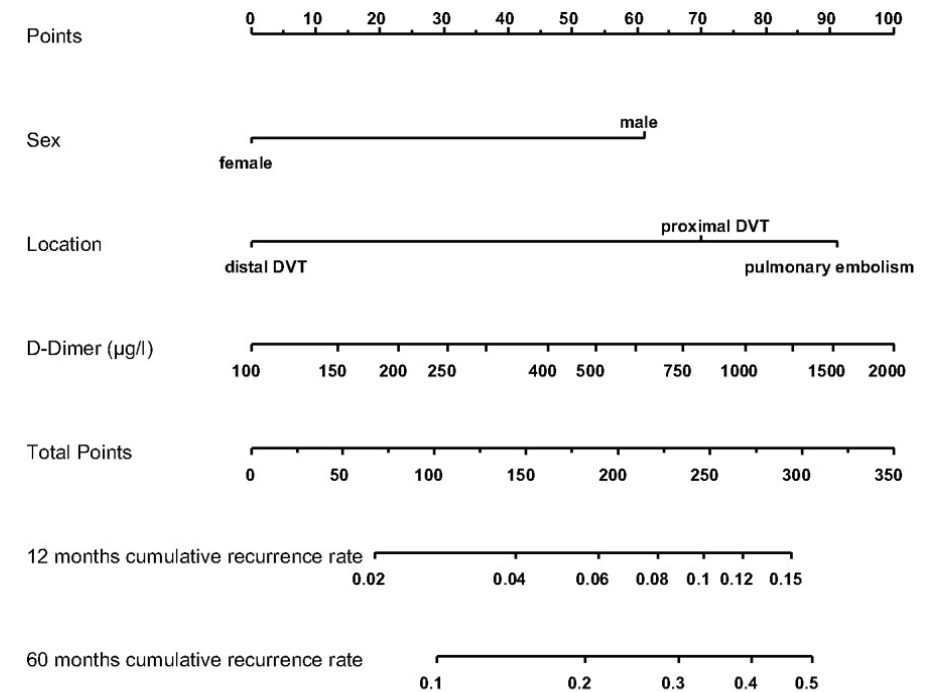 Points 0 10 20 30 40 50 60 70 80 90 100
Sex female male
Location distal DVT proximal DVT pulmonary embolism
D-Dimer (µg/l) 100 150 200 250 400 500 750 1000 1500 2000
Total Points 0 50 100 150 200 250 300 350
12 months cumulative recurrence rate 0.02 0.04 0.06 0.08 0.1 0.12 0.15
60 months cumulative recurrence rate 0.1 0.2 0.3 0.4 0.5